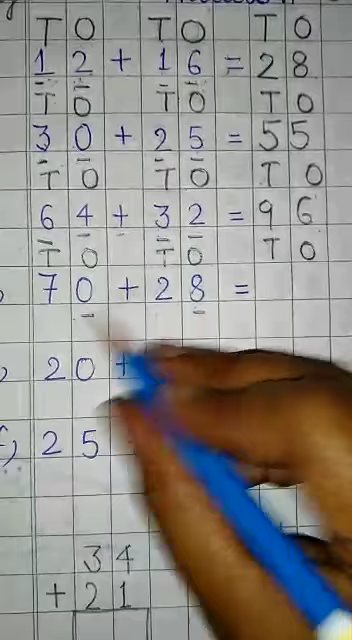 T O T O T O
1 2 + 1 6 = 2 8
T O T O T O
3 0 + 2 5 = 5 5
T O T O T O
6 4 + 3 2 = 9 6
T O T O T O
7 0 + 2 8 =
2 0 +
f) 2 5
3 4
+ 2 1